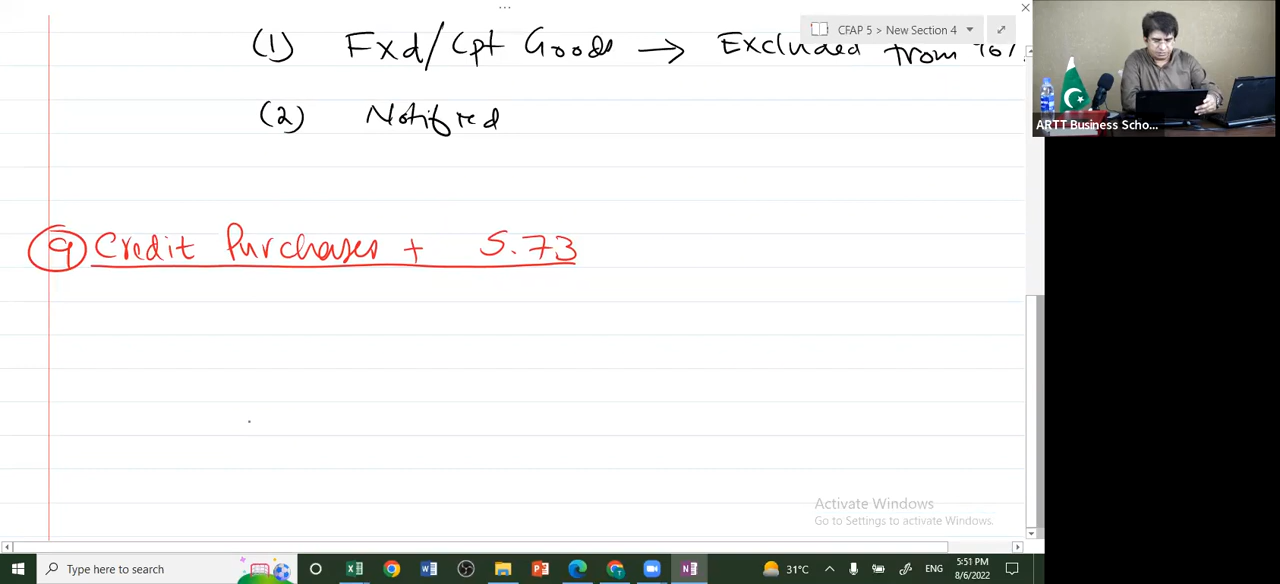 ...
CFAP 5 > New Section 4
(1) Fxd/Cpt Goods → Excluded from 90%.
(2) Notified
ARTT Business Scho...
9 Credit Purchases + S.73
Activate Windows
Go to Settings to activate Windows.
Type here to search
31°C
ENG
5:51 PM
8/6/2022